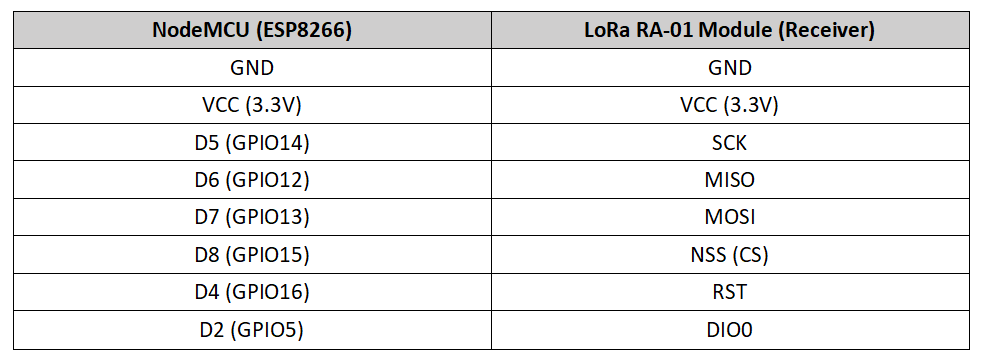 NodeMCU (ESP8266) LoRa RA-01 Module (Receiver)
GND GND
VCC (3.3V) VCC (3.3V)
D5 (GPIO14) SCK
D6 (GPIO12) MISO
D7 (GPIO13) MOSI
D8 (GPIO15) NSS (CS)
D4 (GPIO16) RST
D2 (GPIO5) DIO0